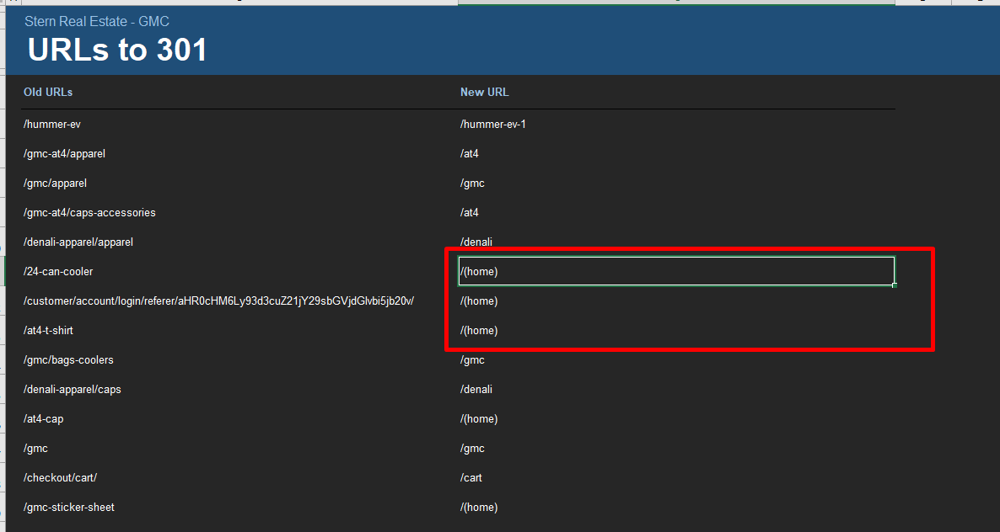 Stern Real Estate - GMC
URLs to 301
Old URLs New URL
/hummer-ev /hummer-ev-1
/gmc-at4/apparel /at4
/gmc/apparel /gmc
/gmc-at4/caps-accessories /at4
/denali-apparel/apparel /denali
/24-can-cooler /(home)
/customer/account/login/referer/aHR0cHM6Ly93d3cuZ21jY29sbGVjdGlvbi5jb20v/ /(home)
/at4-t-shirt /(home)
/gmc/bags-coolers /gmc
/denali-apparel/caps /denali
/at4-cap /(home)
/gmc /gmc
/checkout/cart/ /cart
/gmc-sticker-sheet /(home)